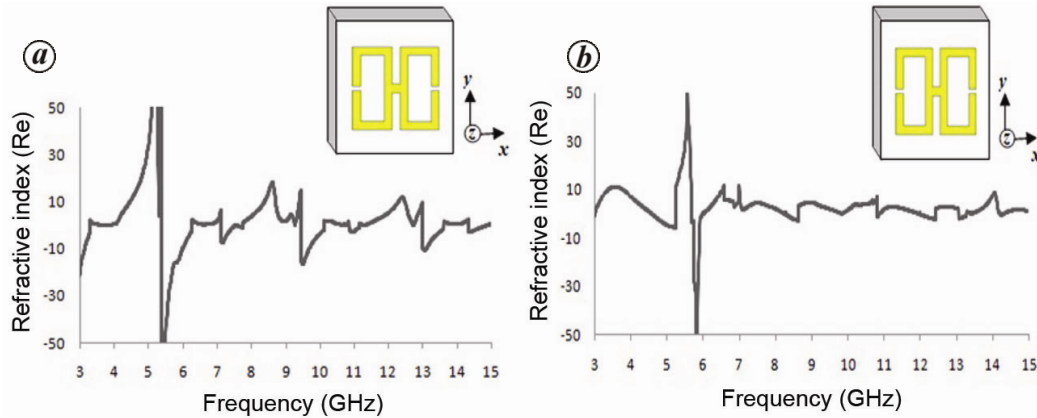 a
y
z
x
50
30
10
-10
-30
-50
Refractive index (Re)
3 4 5 6 7 8 9 10 11 12 13 14 15
Frequency (GHz)
b
y
z
x
50
30
10
-10
-30
-50
Refractive index (Re)
3 4 5 6 7 8 9 10 11 12 13 14 15
Frequency (GHz)